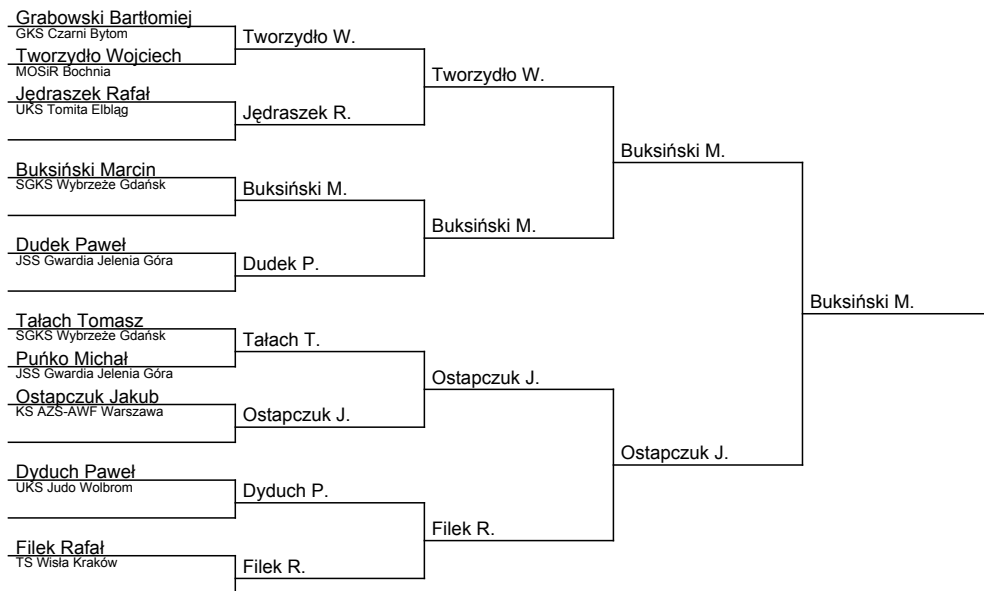 Grabowski Bartłomiej
GKS Czarni Bytom
Tworzydło Wojciech
MOSiR Bochnia
Jędraszek Rafał
UKS Tomita Elbląg
Buksiński Marcin
SGKS Wybrzeże Gdańsk
Dudek Paweł
JSS Gwardia Jelenia Góra
Tałach Tomasz
SGKS Wybrzeże Gdańsk
Puńko Michał
JSS Gwardia Jelenia Góra
Ostapczuk Jakub
KS AZS-AWF Warszawa
Dyduch Paweł
UKS Judo Wolbrom
Filek Rafał
TS Wisła Kraków
Tworzydło W.
Jędraszek R.
Buksiński M.
Dudek P.
Tałach T.
Ostapczuk J.
Dyduch P.
Filek R.
Tworzydło W.
Buksiński M.
Ostapczuk J.
Filek R.
Buksiński M.
Ostapczuk J.
Buksiński M.